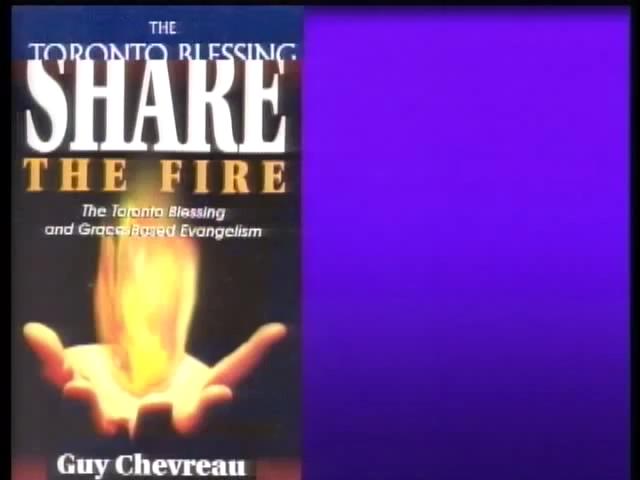 THE
TORONTO BLESSING
SHARE
THE FIRE
The Toronto Blessing
and Grace-Based Evangelism
Guy Chevreau